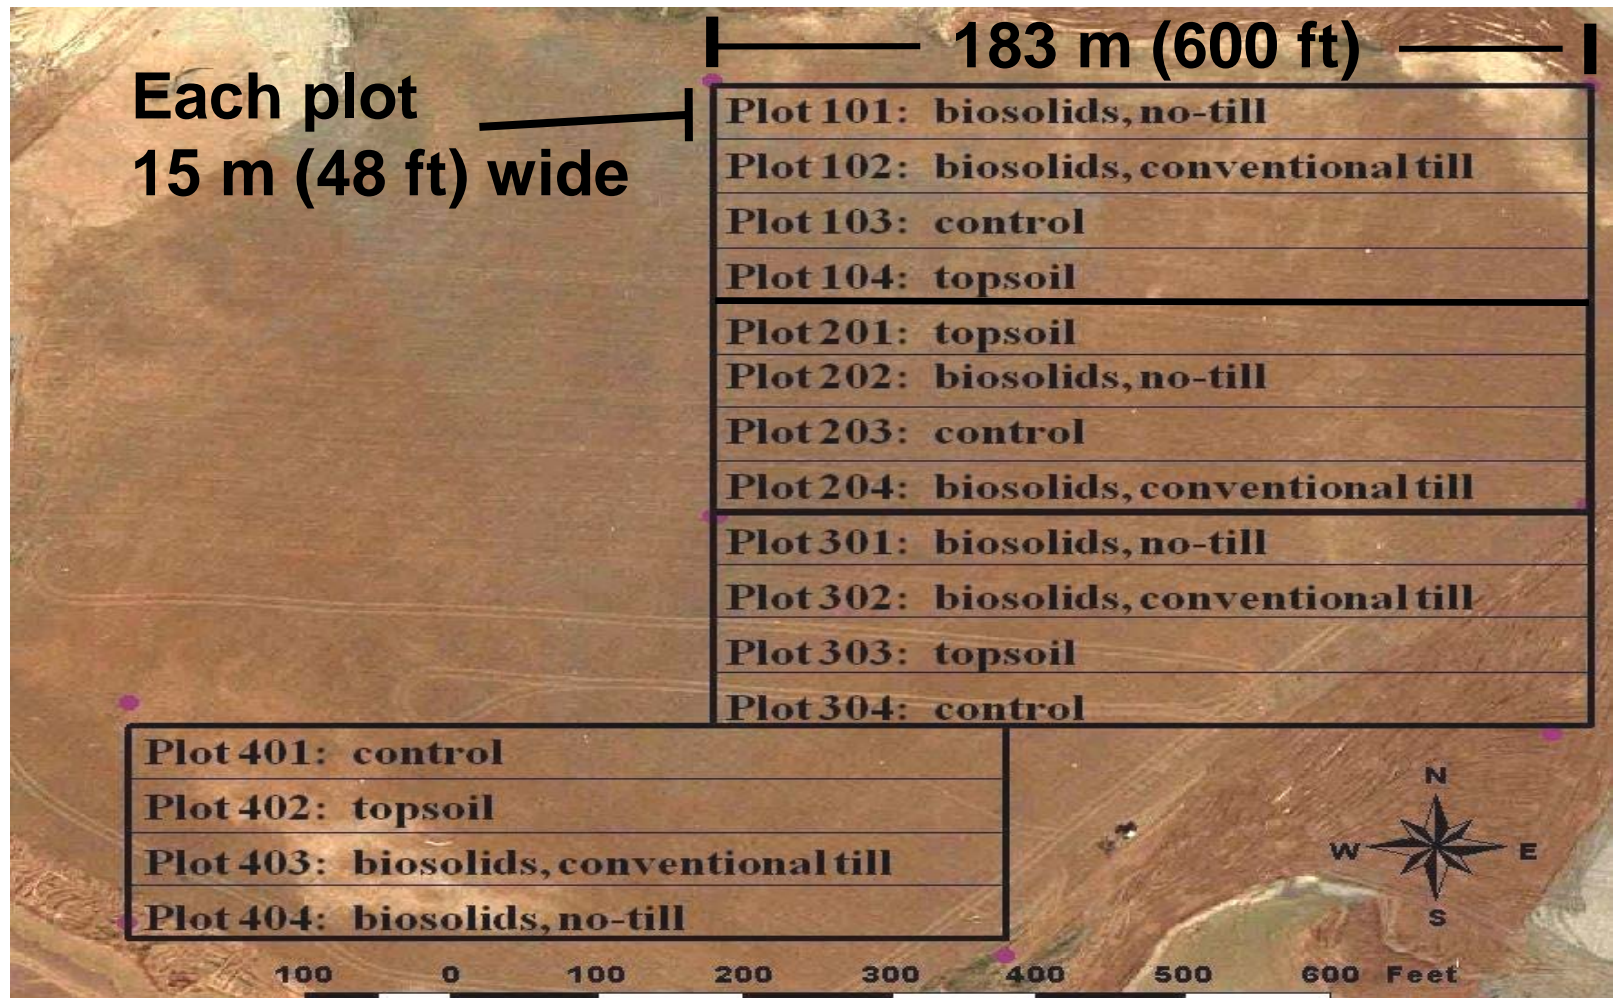 183 m (600 ft)
Each plot
15 m (48 ft) wide
Plot 101: biosolids, no-till
Plot 102: biosolids, conventional till
Plot 103: control
Plot 104: topsoil
Plot 201: topsoil
Plot 202: biosolids, no-till
Plot 203: control
Plot 204: biosolids, conventional till
Plot 301: biosolids, no-till
Plot 302: biosolids, conventional till
Plot 303: topsoil
Plot 304: control
Plot 401: control
Plot 402: topsoil
Plot 403: biosolids, conventional till
Plot 404: biosolids, no-till
N
W E
S
100 0 100 200 300 400 500 600 Feet